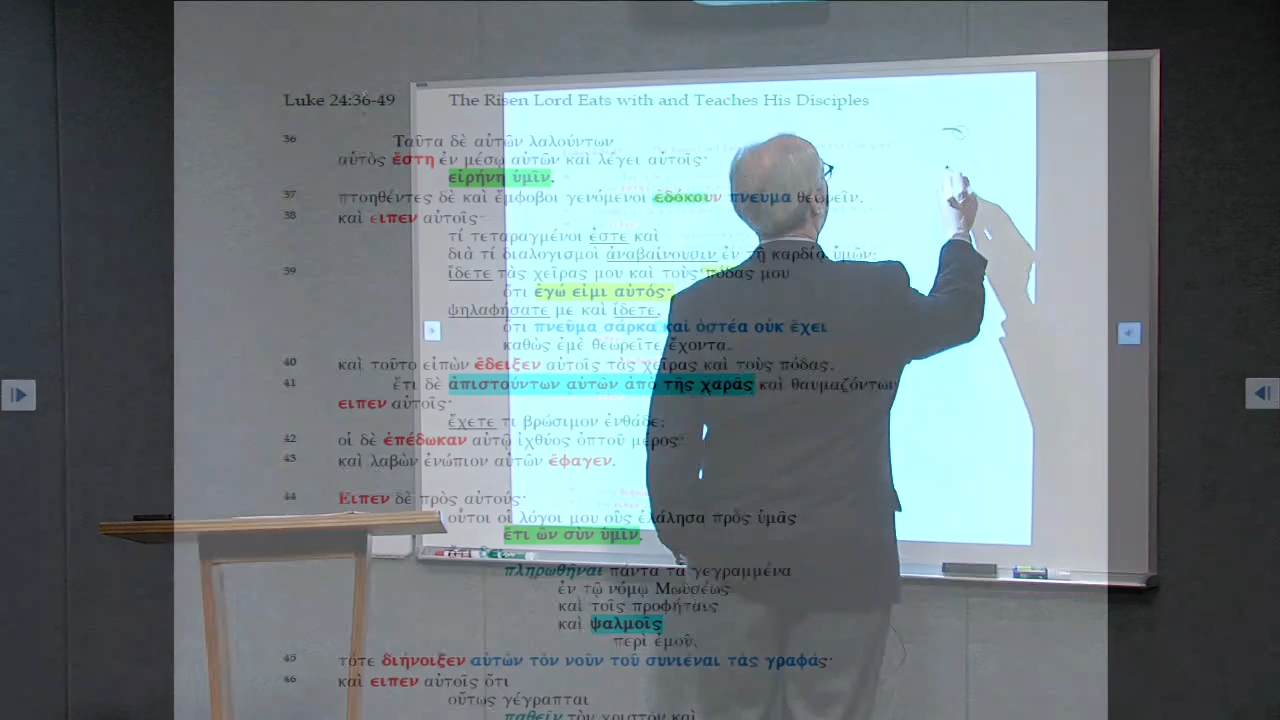 Luke 24:36-49 The Risen Lord Eats with and Teaches His Disciples
36 Ταῦτα δὲ αὐτῶν λαλούντων
αὐτὸς ἔστη ἐν μέσῳ αὐτῶν καὶ λέγει αὐτοῖς·
εἰρήνη ὑμῖν.
37 πτοηθέντες δὲ καὶ ἔμφοβοι γενόμενοι ἐδόκουν πνεῦμα θεωρεῖν.
38 καὶ εἶπεν αὐτοῖς·
τί τεταραγμένοι ἐστὲ καὶ
διὰ τί διαλογισμοὶ ἀναβαίνουσιν ἐν τῇ καρδίᾳ ὑμῶν;
39 ἴδετε τὰς χεῖράς μου καὶ τοὺς πόδας μου
ὅτι ἐγώ εἰμι αὐτός·
ψηλαφήσατέ με καὶ ἴδετε,
ὅτι πνεῦμα σάρκα καὶ ὀστέα οὐκ ἔχει
καθὼς ἐμὲ θεωρεῖτε ἔχοντα.
40 καὶ τοῦτο εἰπὼν ἔδειξεν αὐτοῖς τὰς χεῖρας καὶ τοὺς πόδας.
41 ἔτι δὲ ἀπιστούντων αὐτῶν ἀπὸ τῆς χαρᾶς καὶ θαυμαζόντων
εἶπεν αὐτοῖς·
ἔχετέ τι βρώσιμον ἐνθάδε;
42 οἱ δὲ ἐπέδωκαν αὐτῷ ἰχθύος ὀπτοῦ μέρος·
43 καὶ λαβὼν ἐνώπιον αὐτῶν ἔφαγεν.
44 Εἶπεν δὲ πρὸς αὐτούς·
οὗτοι οἱ λόγοι μου οὓς ἐλάλησα πρὸς ὑμᾶς
ἔτι ὢν σὺν ὑμῖν,
πληρωθῆναι πάντα τὰ γεγραμμένα
ἐν τῷ νόμῳ Μωϋσέως
καὶ τοῖς προφήταις
καὶ ψαλμοῖς
περὶ ἐμοῦ.
45 τότε διήνοιξεν αὐτῶν τὸν νοῦν τοῦ συνιέναι τὰς γραφάς·
46 καὶ εἶπεν αὐτοῖς ὅτι
οὕτως γέγραπται
παθεῖν τὸν χριστὸν καὶ